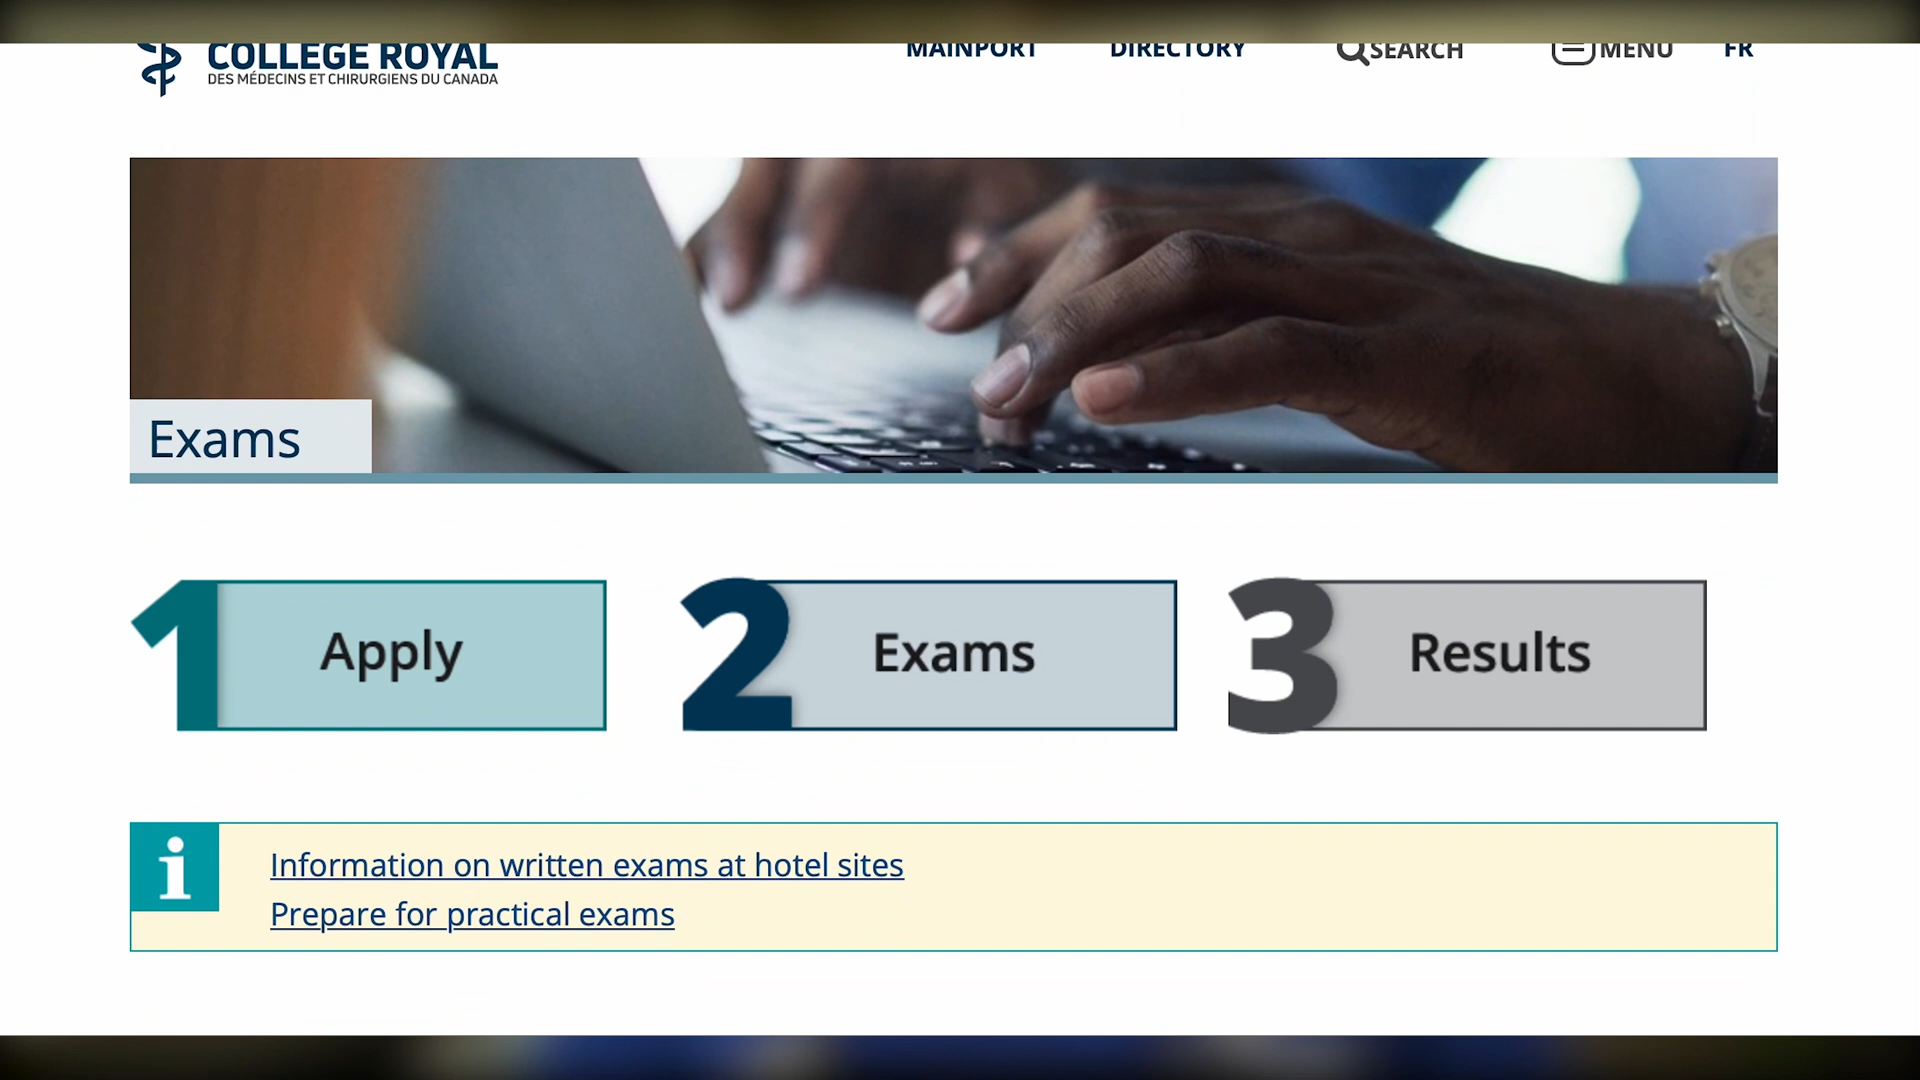 COLLEGE ROYAL
DES MÉDECINS ET CHIRURGIENS DU CANADA
MAINPORT
DIRECTORY
SEARCH
MENU
FR
Exams
1 Apply
2 Exams
3 Results
i
Information on written exams at hotel sites
Prepare for practical exams